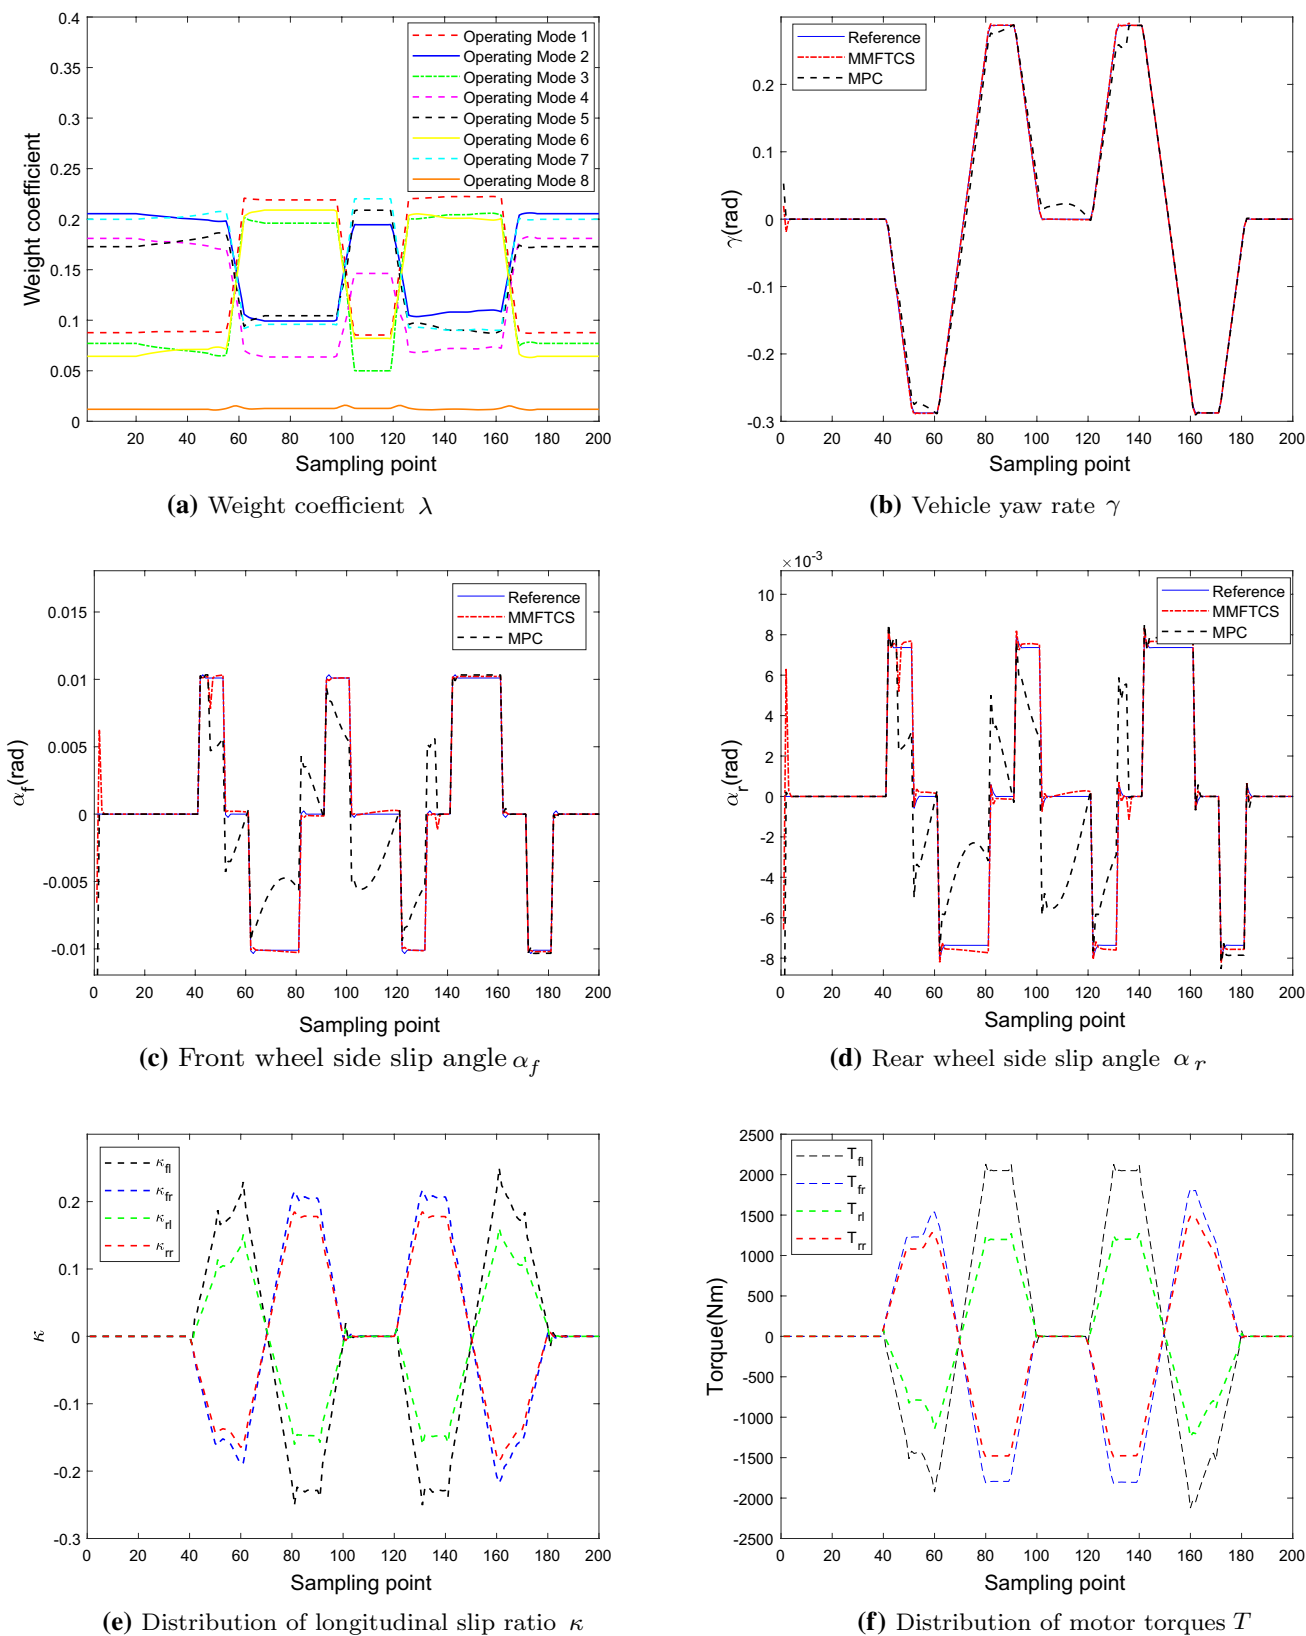 0.4
0.35
0.3
0.25
0.2
0.15
0.1
0.05
0
Weight coefficient
Operating Mode 1
Operating Mode 2
Operating Mode 3
Operating Mode 4
Operating Mode 5
Operating Mode 6
Operating Mode 7
Operating Mode 8
20 40 60 80 100 120 140 160 180 200
Sampling point
(a) Weight coefficient λ
0.2
0.1
0
-0.1
-0.2
-0.3
γ(rad)
Reference
MMFTCS
MPC
0 20 40 60 80 100 120 140 160 180 200
Sampling point
(b) Vehicle yaw rate γ
0.015
0.01
0.005
0
-0.005
-0.01
α_f(rad)
Reference
MMFTCS
MPC
0 20 40 60 80 100 120 140 160 180 200
Sampling point
(c) Front wheel side slip angle α_f
×10^-3
10
8
6
4
2
0
-2
-4
-6
-8
α_r(rad)
Reference
MMFTCS
MPC
0 20 40 60 80 100 120 140 160 180 200
Sampling point
(d) Rear wheel side slip angle α_r
0.2
0.1
0
-0.1
-0.2
-0.3
κ
κ_fl
κ_fr
κ_rl
κ_rr
0 20 40 60 80 100 120 140 160 180 200
Sampling point
(e) Distribution of longitudinal slip ratio κ
2500
2000
1500
1000
500
0
-500
-1000
-1500
-2000
-2500
Torque(Nm)
T_fl
T_fr
T_rl
T_rr
0 20 40 60 80 100 120 140 160 180 200
Sampling point
(f) Distribution of motor torques T